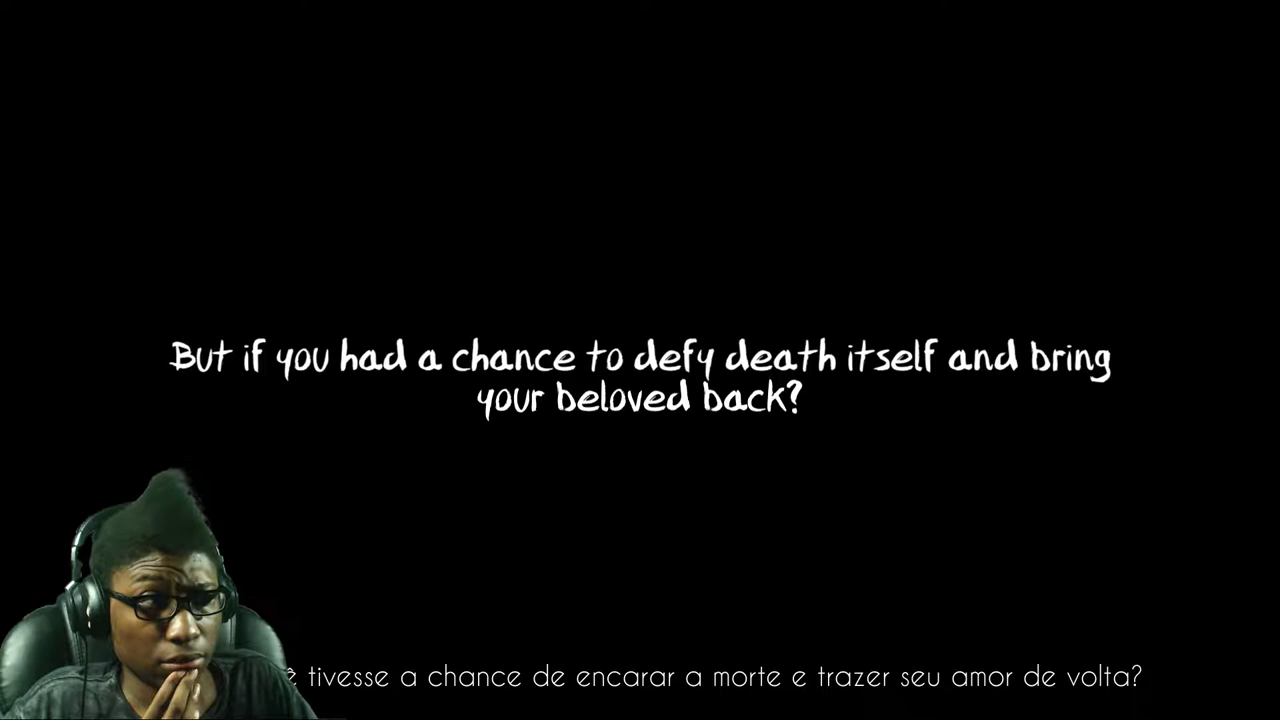 But if you had a chance to defy death itself and bring
your beloved back?
tivesse a chance de encarar a morte e trazer seu amor de volta?